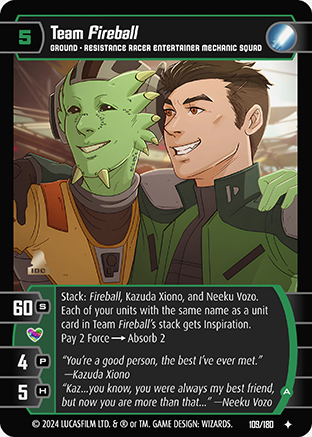 5
Team Fireball
GROUND · RESISTANCE RACER ENTERTAINER MECHANIC SQUAD
IDC
60 S
4 P
5 H
Stack: Fireball, Kazuda Xiono, and Neeku Vozo.
Each of your units with the same name as a unit
card in Team Fireball's stack gets Inspiration.
Pay 2 Force → Absorb 2
“You're a good person, the best I've ever met.”
—Kazuda Xiono
“Kaz...you know, you were always my best friend,
but now you are more than that...” —Neeku Vozo
A
© 2024 LUCASFILM LTD. & ® or TM. GAME DESIGN: WIZARDS.
109/180